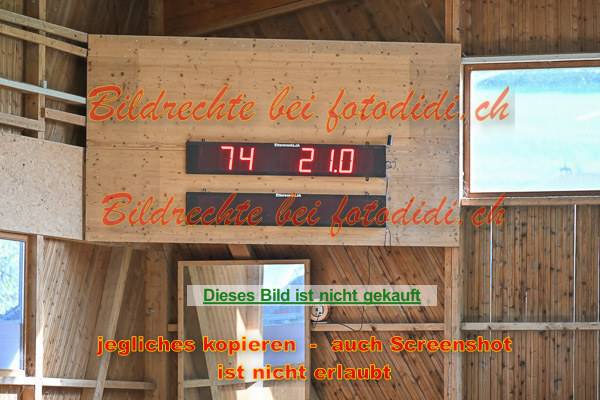 Bildrechte bei fotodidi.ch
74 21.0
Bildrechte bei fotodidi.ch
Dieses Bild ist nicht gekauft
jegliches kopieren - auch Screenshot
ist nicht erlaubt